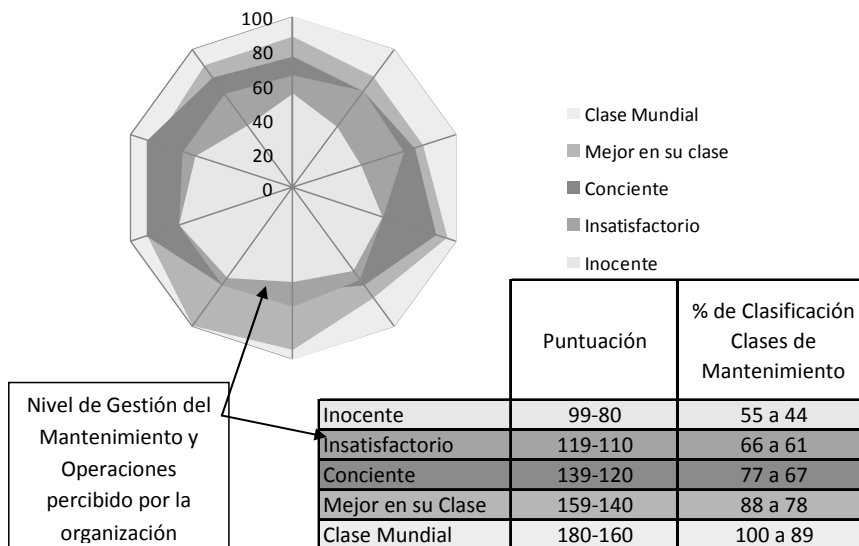 100
80
60
40
20
0
Clase Mundial
Mejor en su clase
Conciente
Insatisfactorio
Inocente
Nivel de Gestión del
Mantenimiento y
Operaciones
percibido por la
organización
Puntuación
% de Clasificación
Clases de
Mantenimiento
Inocente 99-80 55 a 44
Insatisfactorio 119-110 66 a 61
Conciente 139-120 77 a 67
Mejor en su Clase 159-140 88 a 78
Clase Mundial 180-160 100 a 89